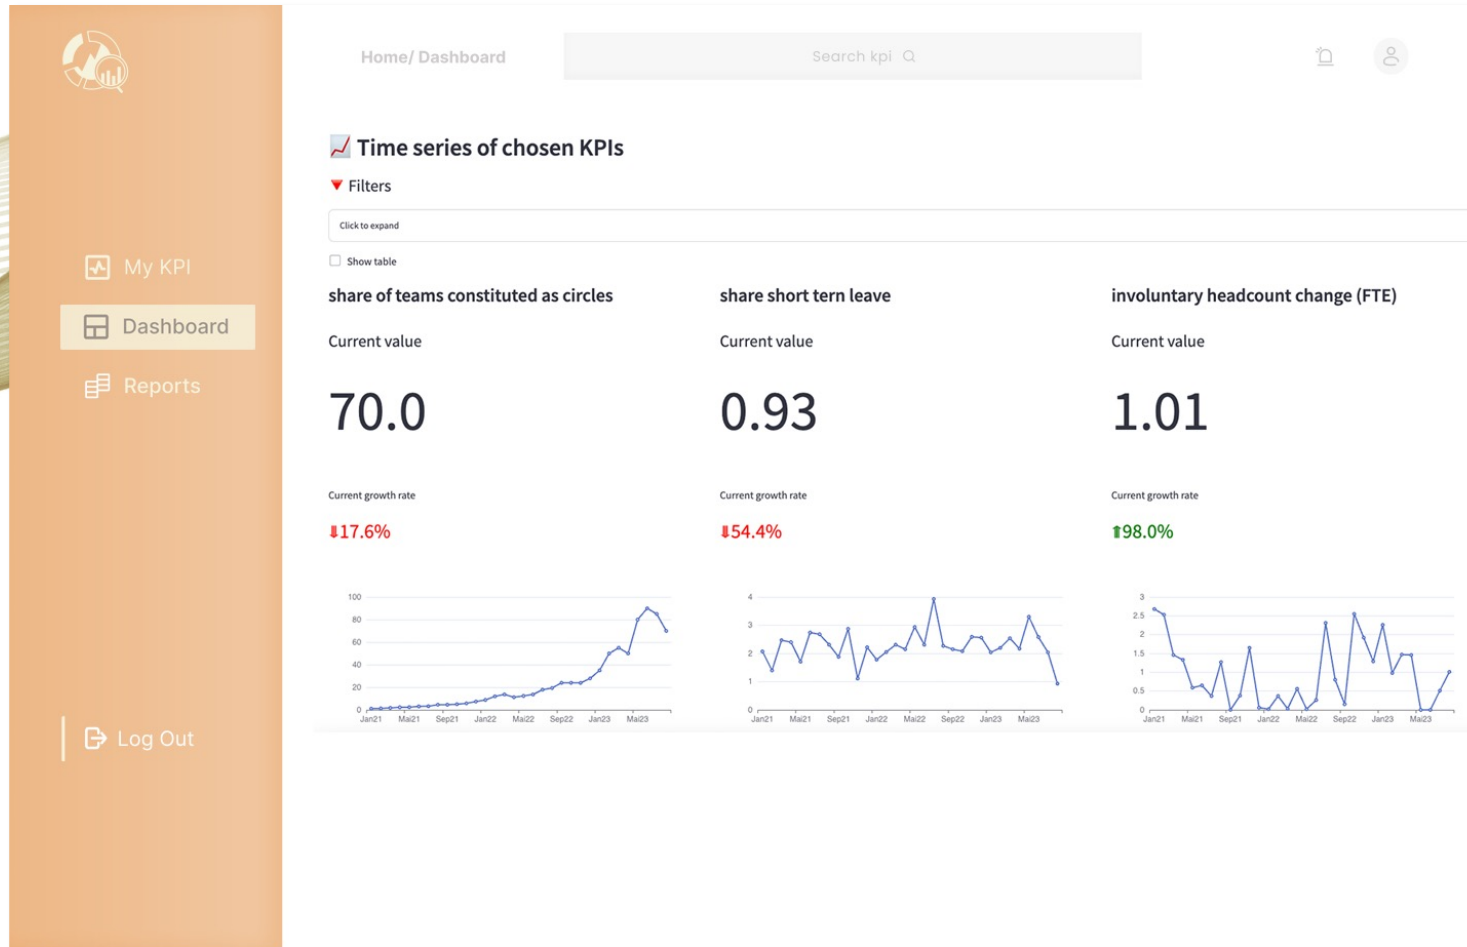 Home/ Dashboard
Search kpi
Time series of chosen KPIs
Filters
Click to expand
Show table
My KPI
Dashboard
Reports
Log Out
share of teams constituted as circles
Current value
70.0
Current growth rate
⬇17.6%
100
80
60
40
20
0
Jan21 Mai21 Sep21 Jan22 Mai22 Sep22 Jan23 Mai23
share short tern leave
Current value
0.93
Current growth rate
⬇54.4%
4
3
2
1
0
Jan21 Mai21 Sep21 Jan22 Mai22 Sep22 Jan23 Mai23
involuntary headcount change (FTE)
Current value
1.01
Current growth rate
⬆98.0%
3
2.5
2
1.5
1
0.5
0
Jan21 Mai21 Sep21 Jan22 Mai22 Sep22 Jan23 Mai23